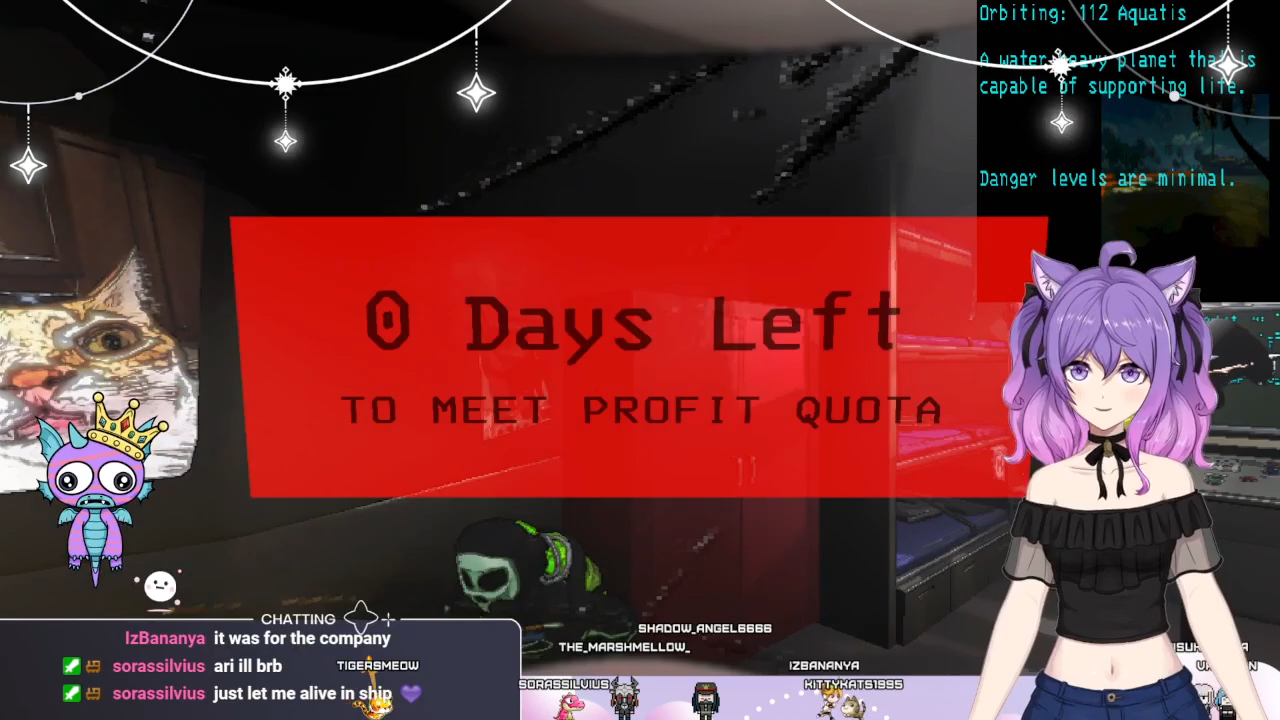 Orbiting: 112 Aquatis
A water heavy planet that is
capable of supporting life.
Danger levels are minimal.
0 Days Left
TO MEET PROFIT QUOTA
CHATTING
IzBananya it was for the company
sorassilvius ari ill brb
sorassilvius just let me alive in ship
TIGERSMEOW
SHADOW_ANGEL6666
THE_MARSHMELLOW_
IZBANANYA
SORASSILVIUS
KITTYKATS1995